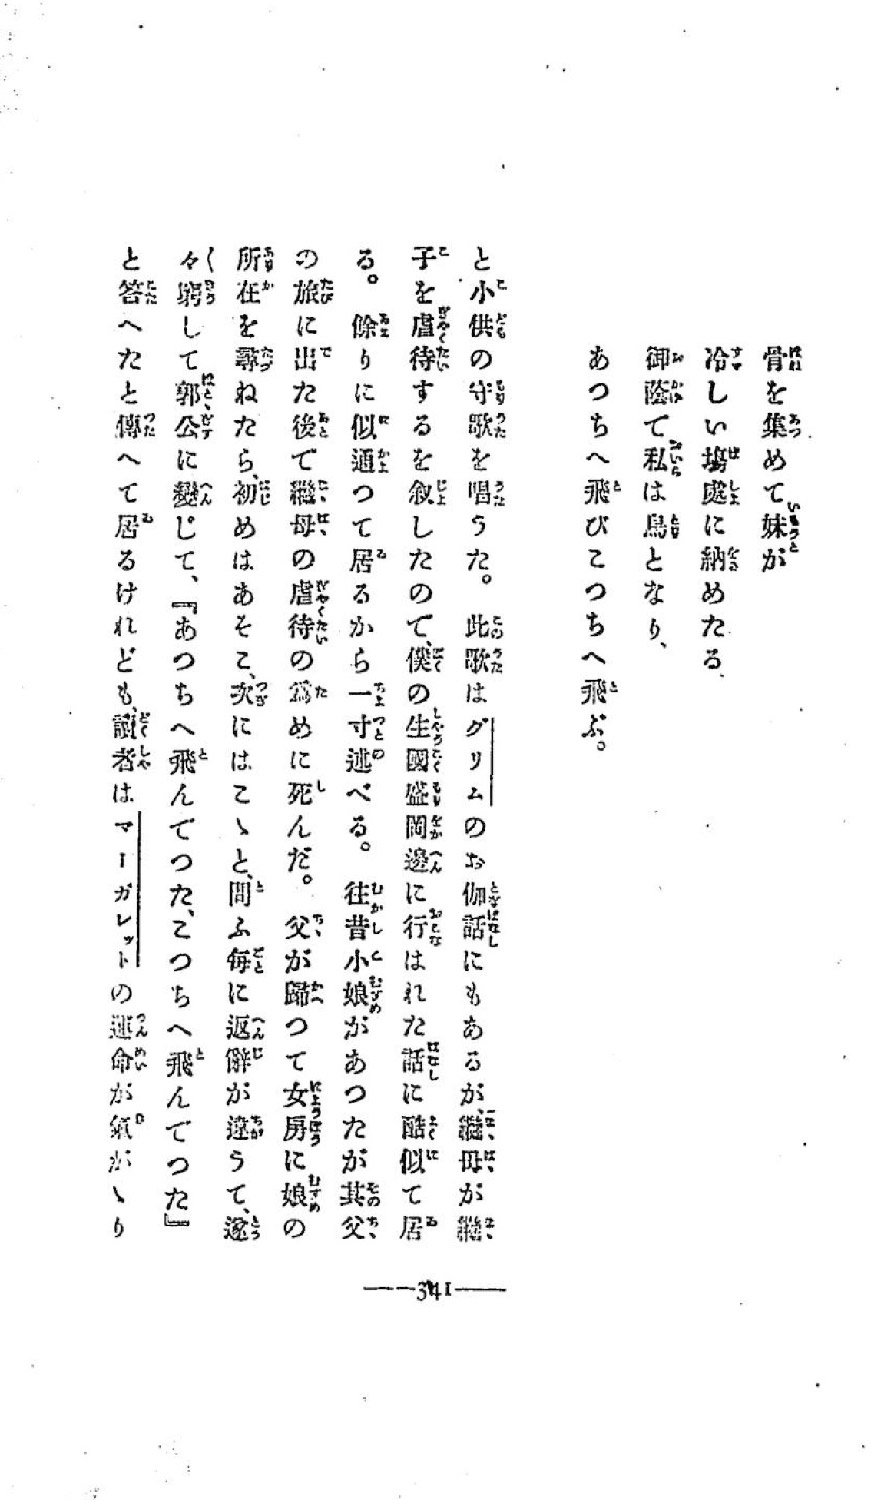 骨を集めて妹が
冷しい塲處に納めたる
御蔭て私は鳥となり、
あつちへ飛びこつちへ飛ぶ。
と小供の守歌を唱うた。此歌はグリムのお伽話にもあるが、繼母が繼
子を虐待するを敘したので、僕の生國盛岡邊に行はれた話に酷似て居
る。餘りに似通つて居るから一寸述べる。往昔小娘があつたが其父
の旅に出た後で繼母の虐待の爲めに死んだ。父が歸つて女房に娘の
所在を尋ねたら、初めはあそこ、次にはこゝと、問ふ每に返辭が違うて、遂
々窮して郭公に變じて、『あつちへ飛んでつた、こつちへ飛んでつた』
と答へたと傳へて居るけれども、讀者はマーガレットの運命が氣がゝり
341